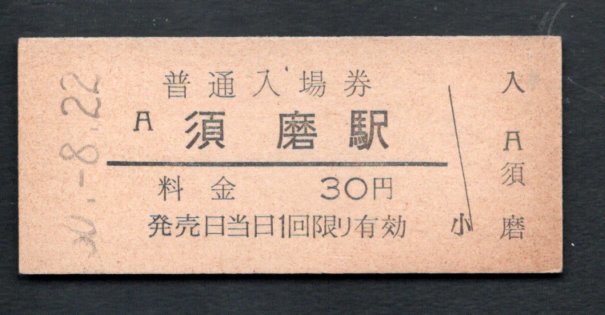 50.-8.22
普通入場券
A 須磨駅
料金 30円
発売日当日1回限り有効
小
入
A
須
磨